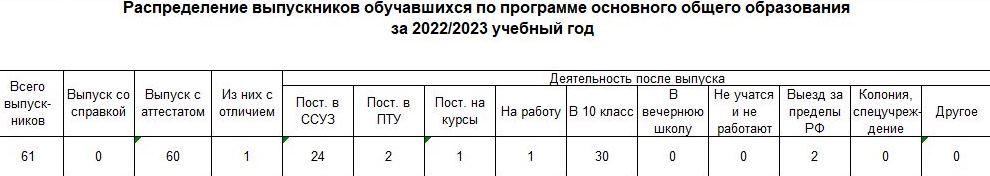 Распределение выпускников обучавшихся по программе основного общего образования
за 2022/2023 учебный год
Деятельность после выпуска
Всего
выпуск-
ников
Выпуск со
справкой
Выпуск с
аттестатом
Из них с
отличием
Пост. в
ССУЗ
Пост. в
ПТУ
Пост. на
курсы
На работу
В 10 класс
В
вечернюю
школу
Не учатся
и не
работают
Выезд за
пределы
РФ
Колония,
спецучреж-
дение
Другое
61 0 60 1 24 2 1 1 30 0 0 2 0 0